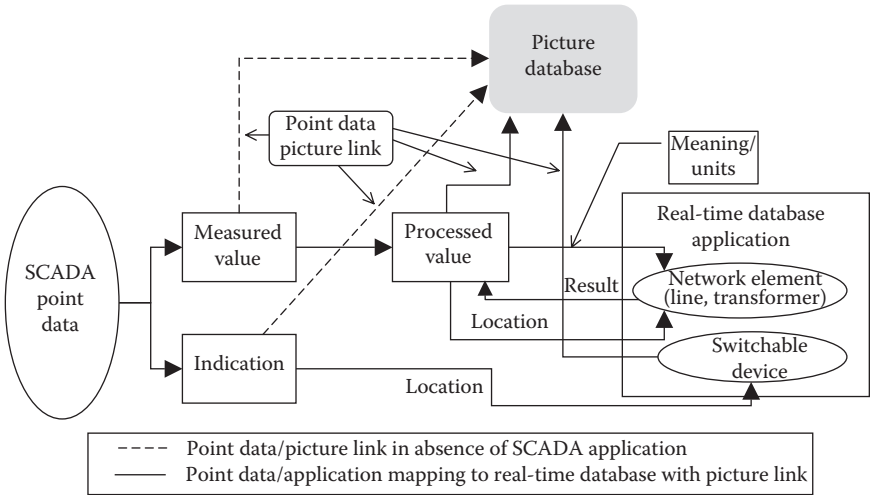 Picture
database
Point data
picture link
Meaning/
units
Real-time database
application
Measured
value
Processed
value
SCADA
point
data
Network element
(line, transformer)
Result
Location
Switchable
device
Indication
Location
Point data/picture link in absence of SCADA application
Point data/application mapping to real-time database with picture link